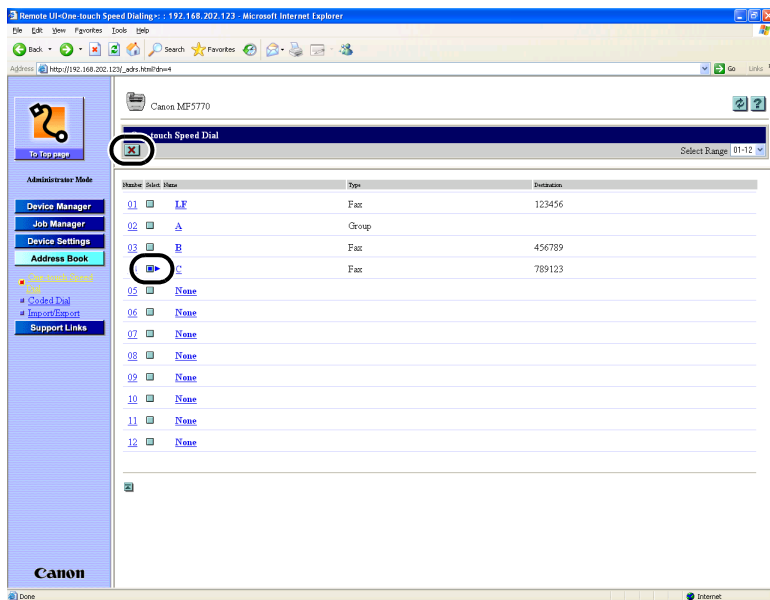 Remote UI<One-touch Speed Dialing>: : 192.168.202.123 - Microsoft Internet Explorer
File Edit View Favorites Tools Help
Back Search Favorites
Address http://192.168.202.123/_adrs.html?dn=4 Go Links
Canon MF5770
To Top page
touch Speed Dial
Select Range 01-12
Administrator Mode
Device Manager
Job Manager
Device Settings
Address Book
One-touch Speed
Dial
Coded Dial
Import/Export
Support Links
Number Select Name Type Destination
01 LF Fax 123456
02 A Group
03 B Fax 456789
C Fax 789123
05 None
06 None
07 None
08 None
09 None
10 None
11 None
12 None
Canon
Done Internet